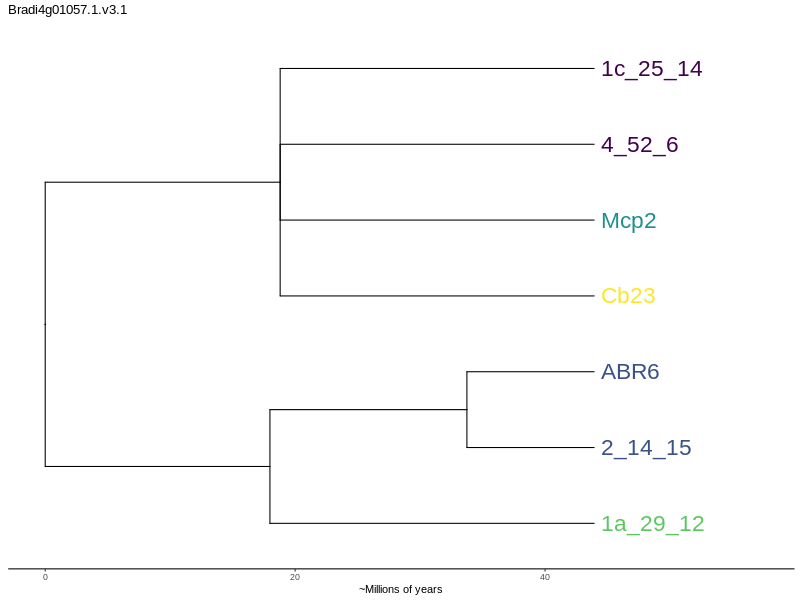 Bradi4g01057.1.v3.1
1c_25_14
4_52_6
Mcp2
Cb23
ABR6
2_14_15
1a_29_12
0 20 40
~Millions of years